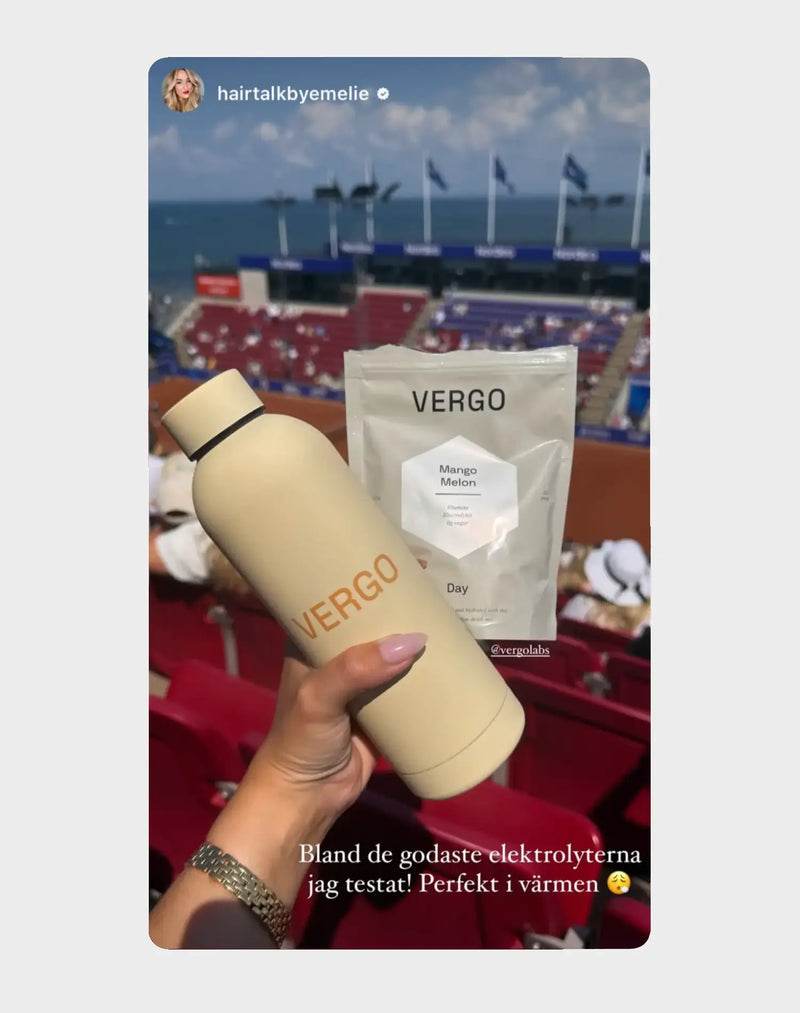 hairtalkbyemelie
VERGO
Mango
Melon
Day
VERGO
@vergolabs
Bland de godaste elektrolyterna
jag testat! Perfekt i värmen